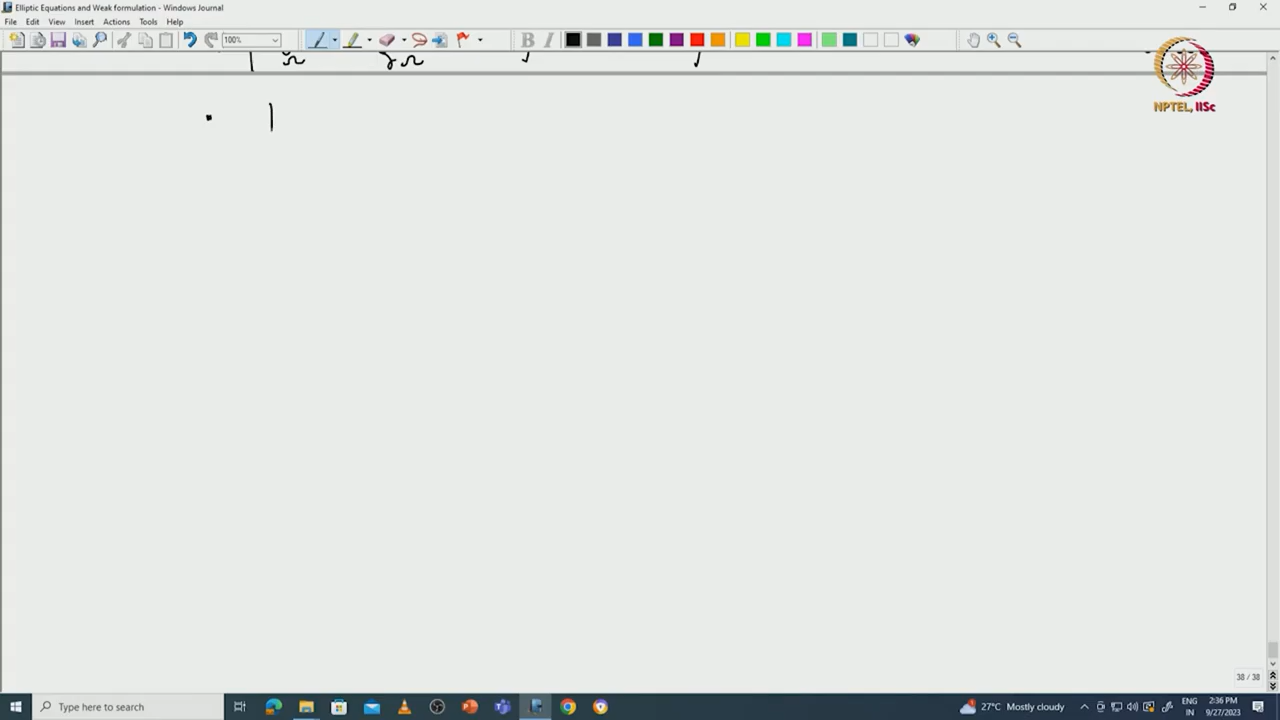 Elliptic Equations and Weak formulation - Windows Journal
File Edit View Insert Actions Tools Help
100%
B I
NPTEL, IISc
38 / 38
Type here to search
27°C Mostly cloudy
ENG
IN
2:36 PM
9/27/2023